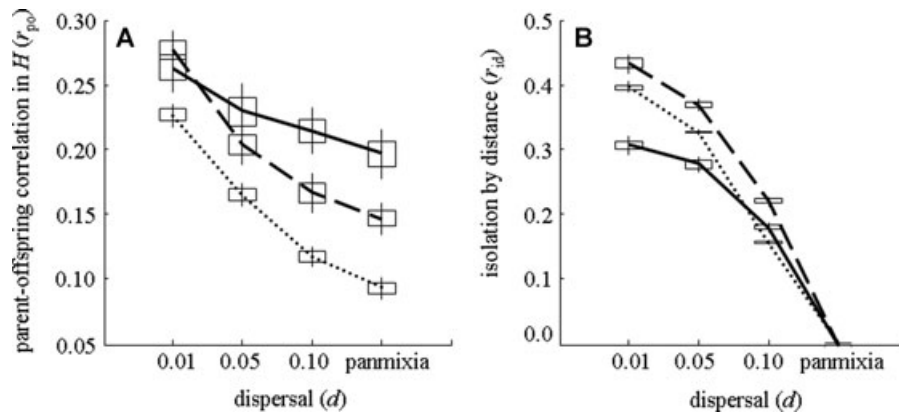 A
parent-offspring correlation in H (rpo)
0.30
0.25
0.20
0.15
0.10
0.05
0.01 0.05 0.10 panmixia
dispersal (d)
B
isolation by distance (rid)
0.5
0.4
0.3
0.2
0.1
0.0
0.01 0.05 0.10 panmixia
dispersal (d)